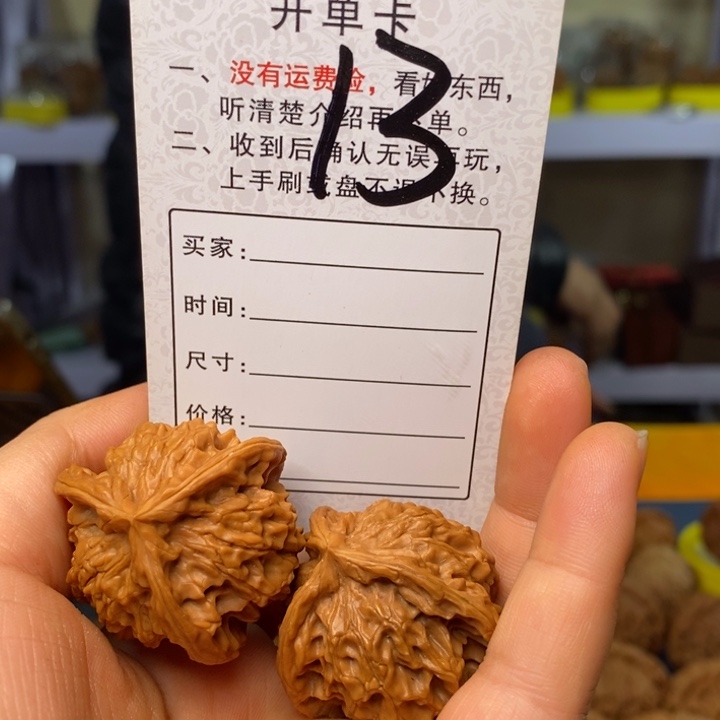 开单卡
13
一、没有运费险，看好东西，
听清楚介绍再下单。
二、收到后确认无误再玩，
上手刷或盘不退不换。
买家：
时间：
尺寸：
价格：